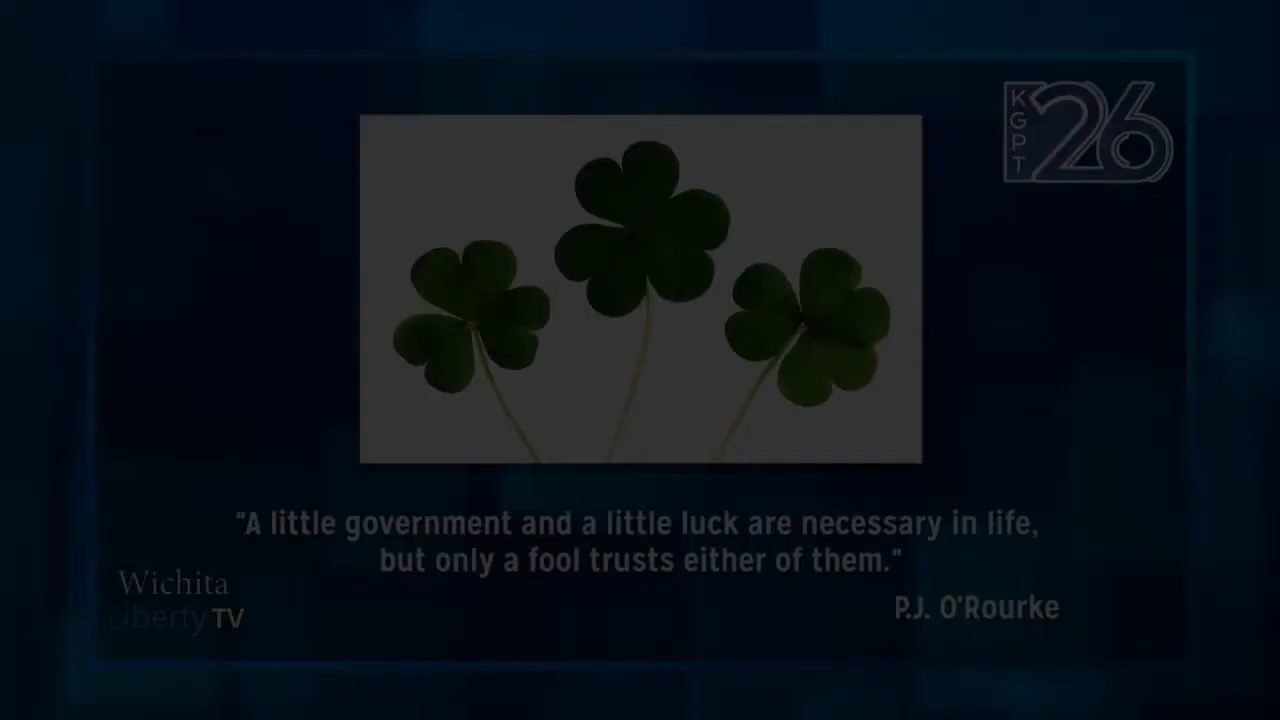 KGPT
26
"A little government and a little luck are necessary in life,
but only a fool trusts either of them."
P.J. O'Rourke
Wichita
Liberty TV